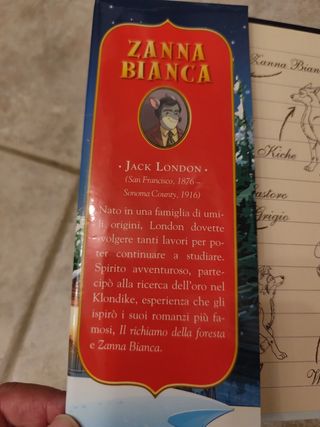 ZANNA
BIANCA
· JACK LONDON ·
(San Francisco, 1876 –
Sonoma County, 1916)
Nato in una famiglia di umi-
li origini, London dovette
svolgere tanti lavori per po-
ter continuare a studiare.
Spirito avventuroso, parte-
cipò alla ricerca dell'oro nel
Klondike, esperienza che gli
ispirò i suoi romanzi più fa-
mosi, Il richiamo della foresta
e Zanna Bianca.
Zanna Bian
Kiche
Castoro
Grigio